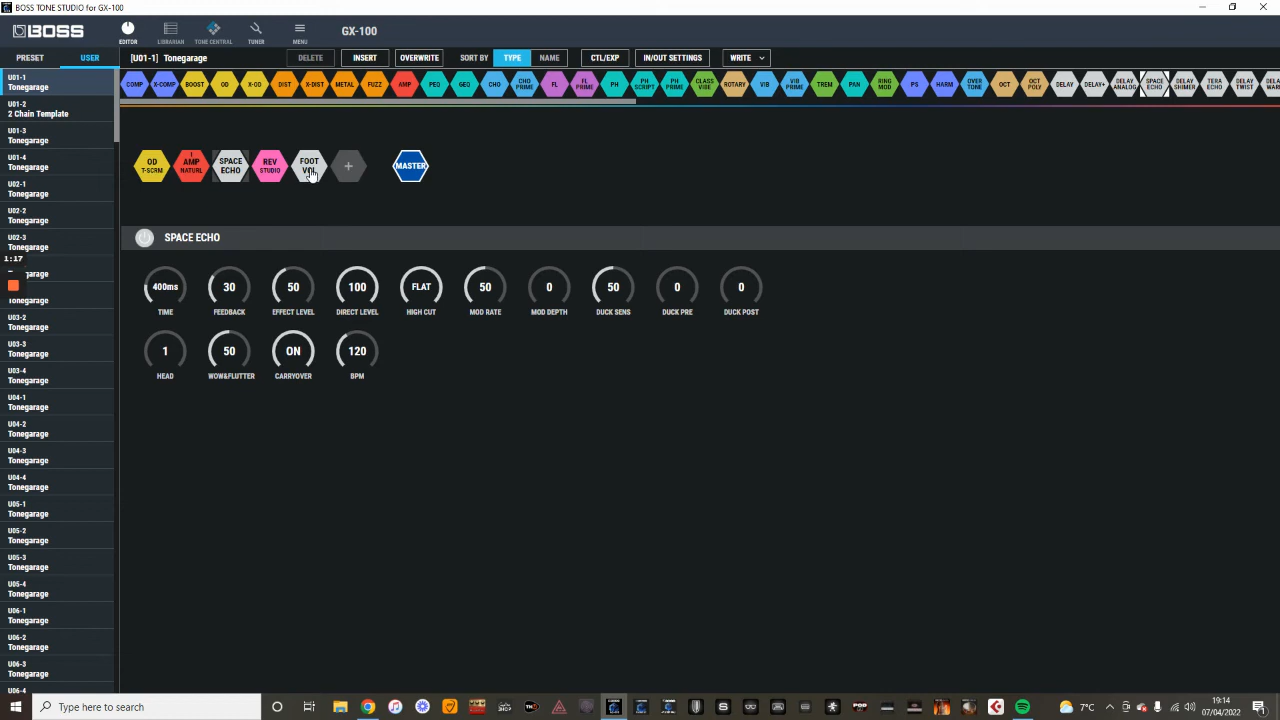 BOSS TONE STUDIO for GX-100
BOSS
EDITOR
LIBRARIAN
TONE CENTRAL
TUNER
MENU
GX-100
PRESET
USER
[U01-1] Tonegarage
DELETE
INSERT
OVERWRITE
SORT BY
TYPE
NAME
CTL/EXP
IN/OUT SETTINGS
WRITE
COMP
X-COMP
BOOST
OD
X-OD
DIST
X-DIST
METAL
FUZZ
AMP
PEQ
GEQ
CHO
CHO PRIME
FL
FL PRIME
PH
PH SCRIPT
PH PRIME
CLASS VIBE
ROTARY
VIB
VIB PRIME
TREM
PAN
RING MOD
PS
HARM
OVER TONE
OCT
OCT POLY
DELAY
DELAY+
DELAY ANALOG
SPACE ECHO
DELAY SHIMER
TERA ECHO
DELAY TWIST
DELAY WAR
U01-1
Tonegarage
U01-2
2 Chain Template
U01-3
Tonegarage
U01-4
Tonegarage
U02-1
Tonegarage
U02-2
Tonegarage
U02-3
Tonegarage
1:17
egarage
Tonegarage
U03-2
Tonegarage
U03-3
Tonegarage
U03-4
Tonegarage
U04-1
Tonegarage
U04-2
Tonegarage
U04-3
Tonegarage
U04-4
Tonegarage
U05-1
Tonegarage
U05-2
Tonegarage
U05-3
Tonegarage
U05-4
Tonegarage
U06-1
Tonegarage
U06-2
Tonegarage
U06-3
Tonegarage
U06-4
OD
T-SCRM
1
AMP
NATURL
SPACE
ECHO
REV
STUDIO
FOOT
VOL
+
MASTER
SPACE ECHO
400ms
30
50
100
FLAT
50
0
50
0
0
TIME
FEEDBACK
EFFECT LEVEL
DIRECT LEVEL
HIGH CUT
MOD RATE
MOD DEPTH
DUCK SENS
DUCK PRE
DUCK POST
1
50
ON
120
HEAD
WOW&FLUTTER
CARRYOVER
BPM
Type here to search
7°C
19:14
07/04/2022